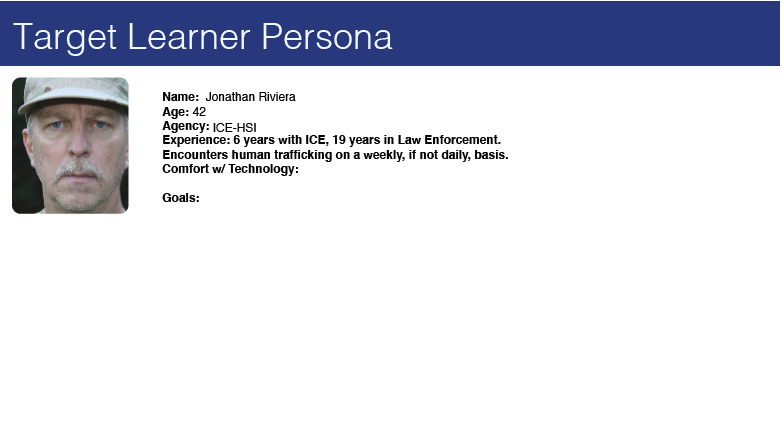 Target Learner Persona
Name: Jonathan Riviera
Age: 42
Agency: ICE-HSI
Experience: 6 years with ICE, 19 years in Law Enforcement.
Encounters human trafficking on a weekly, if not daily, basis.
Comfort w/ Technology:
Goals: